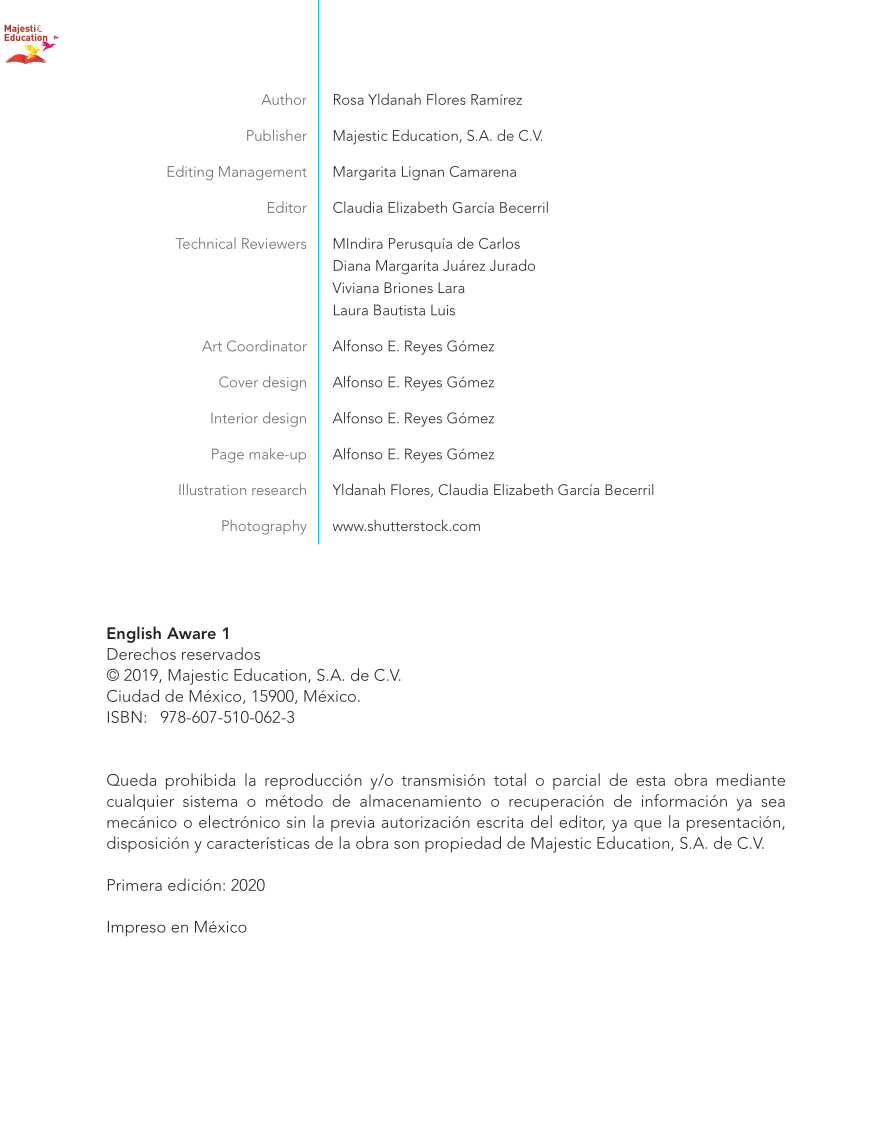 Majestic
Education
Author Rosa Yldanah Flores Ramírez
Publisher Majestic Education, S.A. de C.V.
Editing Management Margarita Lignan Camarena
Editor Claudia Elizabeth García Becerril
Technical Reviewers MIndira Perusquía de Carlos
Diana Margarita Juárez Jurado
Viviana Briones Lara
Laura Bautista Luis
Art Coordinator Alfonso E. Reyes Gómez
Cover design Alfonso E. Reyes Gómez
Interior design Alfonso E. Reyes Gómez
Page make-up Alfonso E. Reyes Gómez
Illustration research Yldanah Flores, Claudia Elizabeth García Becerril
Photography www.shutterstock.com
English Aware 1
Derechos reservados
© 2019, Majestic Education, S.A. de C.V.
Ciudad de México, 15900, México.
ISBN: 978-607-510-062-3
Queda prohibida la reproducción y/o transmisión total o parcial de esta obra mediante
cualquier sistema o método de almacenamiento o recuperación de información ya sea
mecánico o electrónico sin la previa autorización escrita del editor, ya que la presentación,
disposición y características de la obra son propiedad de Majestic Education, S.A. de C.V.
Primera edición: 2020
Impreso en México